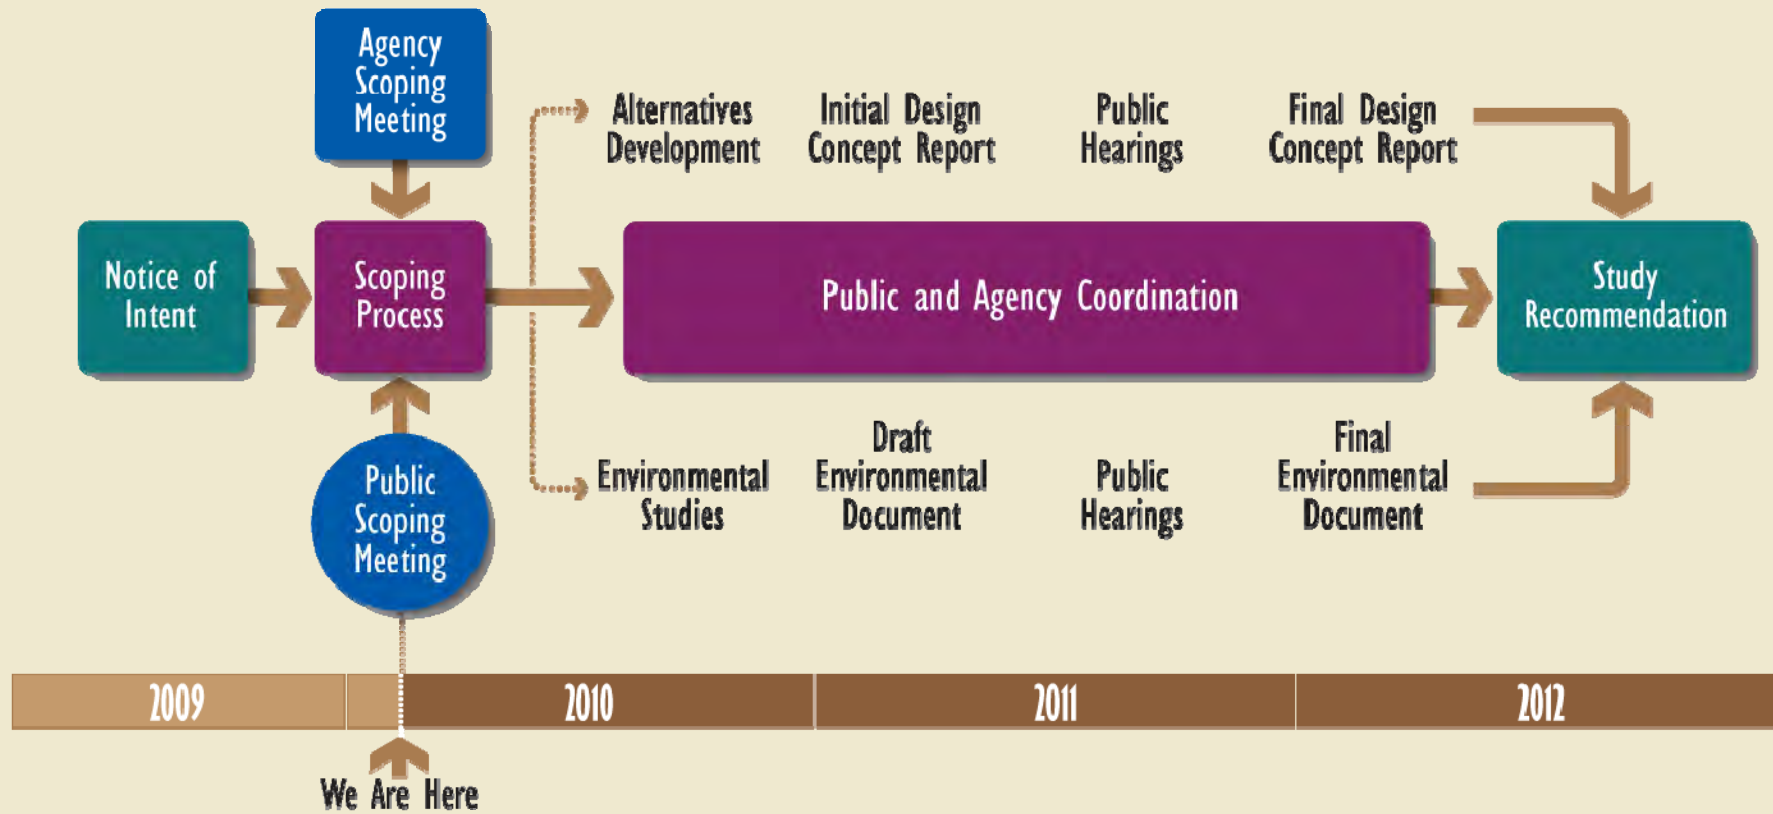 Agency
Scoping
Meeting
Alternatives
Development
Initial Design
Concept Report
Public
Hearings
Final Design
Concept Report
Notice of
Intent
Scoping
Process
Public and Agency Coordination
Study
Recommendation
Public
Scoping
Meeting
Environmental
Studies
Draft
Environmental
Document
Public
Hearings
Final
Environmental
Document
2009
2010
2011
2012
We Are Here